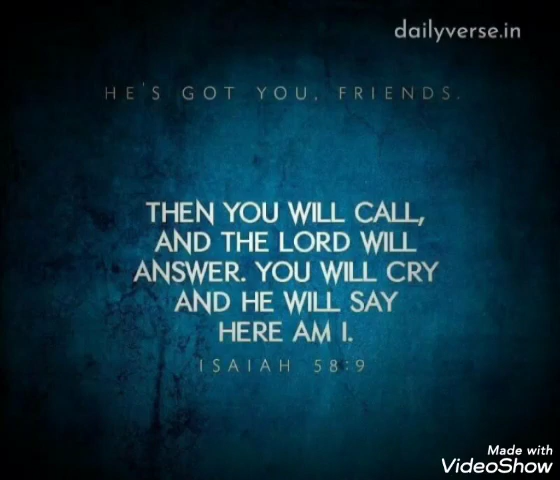 dailyverse.in
HE'S GOT YOU, FRIENDS.
THEN YOU WILL CALL,
AND THE LORD WILL
ANSWER. YOU WILL CRY
AND HE WILL SAY
HERE AM I.
ISAIAH 58:9
Made with
VideoShow